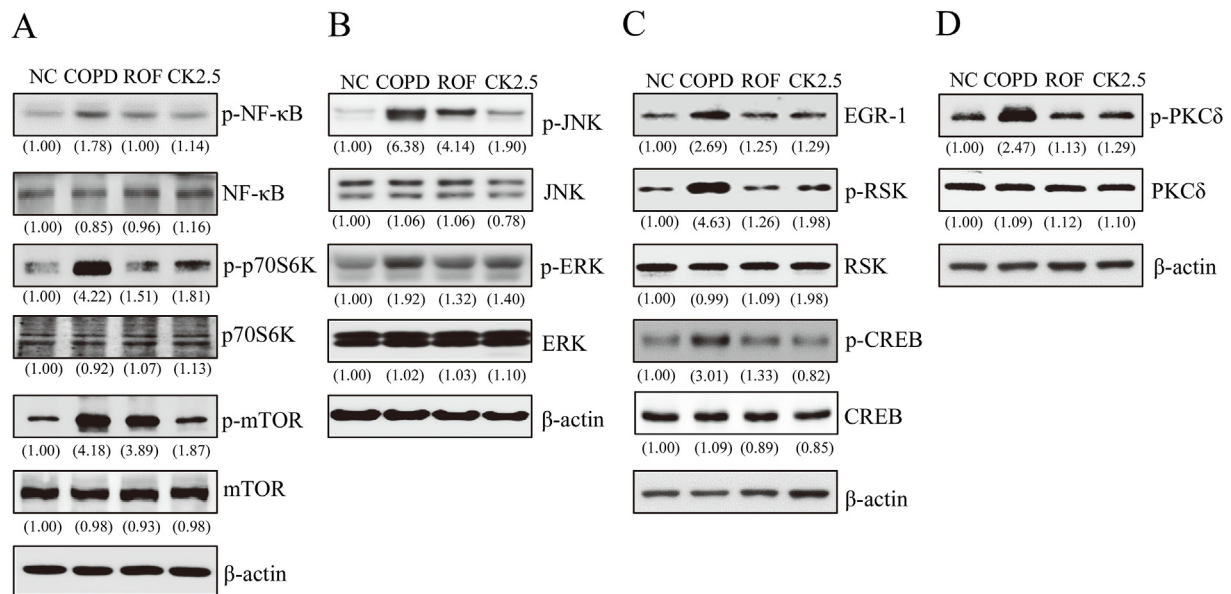 A
NC COPD ROF CK2.5
p-NF-κB
(1.00) (1.78) (1.00) (1.14)
NF-κB
(1.00) (0.85) (0.96) (1.16)
p-p70S6K
(1.00) (4.22) (1.51) (1.81)
p70S6K
(1.00) (0.92) (1.07) (1.13)
p-mTOR
(1.00) (4.18) (3.89) (1.87)
mTOR
(1.00) (0.98) (0.93) (0.98)
β-actin
B
NC COPD ROF CK2.5
p-JNK
(1.00) (6.38) (4.14) (1.90)
JNK
(1.00) (1.06) (1.06) (0.78)
p-ERK
(1.00) (1.92) (1.32) (1.40)
ERK
(1.00) (1.02) (1.03) (1.10)
β-actin
C
NC COPD ROF CK2.5
EGR-1
(1.00) (2.69) (1.25) (1.29)
p-RSK
(1.00) (4.63) (1.26) (1.98)
RSK
(1.00) (0.99) (1.09) (1.98)
p-CREB
(1.00) (3.01) (1.33) (0.82)
CREB
(1.00) (1.09) (0.89) (0.85)
β-actin
D
NC COPD ROF CK2.5
p-PKCδ
(1.00) (2.47) (1.13) (1.29)
PKCδ
(1.00) (1.09) (1.12) (1.10)
β-actin